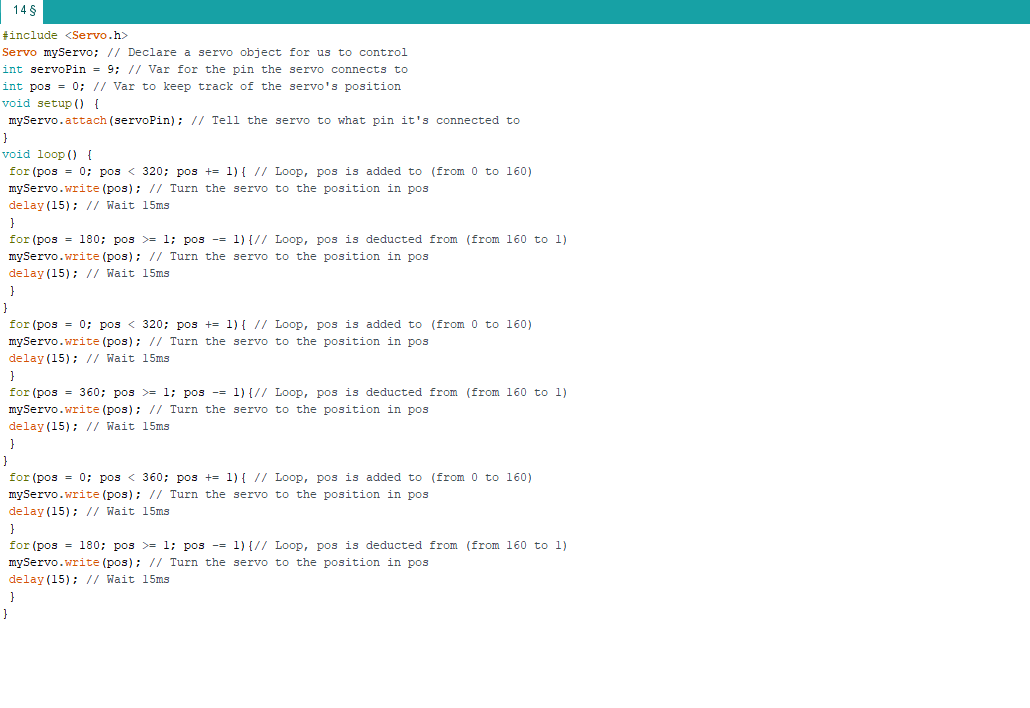 14 §
#include <Servo.h>
Servo myServo; // Declare a servo object for us to control
int servoPin = 9; // Var for the pin the servo connects to
int pos = 0; // Var to keep track of the servo's position
void setup() {
 myServo.attach(servoPin); // Tell the servo to what pin it's connected to
}
void loop() {
 for(pos = 0; pos < 320; pos += 1){ // Loop, pos is added to (from 0 to 160)
 myServo.write(pos); // Turn the servo to the position in pos
 delay(15); // Wait 15ms
 }
 for(pos = 180; pos >= 1; pos -= 1){// Loop, pos is deducted from (from 160 to 1)
 myServo.write(pos); // Turn the servo to the position in pos
 delay(15); // Wait 15ms
 }
}
 for(pos = 0; pos < 320; pos += 1){ // Loop, pos is added to (from 0 to 160)
 myServo.write(pos); // Turn the servo to the position in pos
 delay(15); // Wait 15ms
 }
 for(pos = 360; pos >= 1; pos -= 1){// Loop, pos is deducted from (from 160 to 1)
 myServo.write(pos); // Turn the servo to the position in pos
 delay(15); // Wait 15ms
 }
}
 for(pos = 0; pos < 360; pos += 1){ // Loop, pos is added to (from 0 to 160)
 myServo.write(pos); // Turn the servo to the position in pos
 delay(15); // Wait 15ms
 }
 for(pos = 180; pos >= 1; pos -= 1){// Loop, pos is deducted from (from 160 to 1)
 myServo.write(pos); // Turn the servo to the position in pos
 delay(15); // Wait 15ms
 }
}